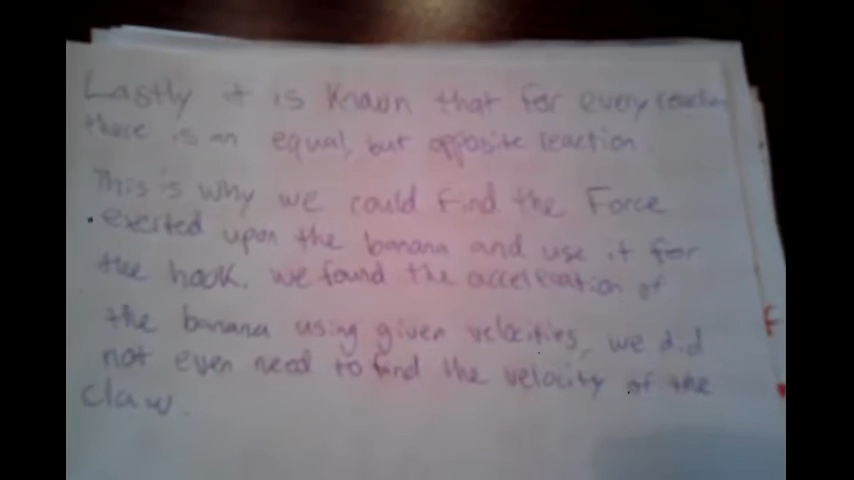 Lastly it is known that for every reaction
there is an equal, but opposite reaction
This is why we could find the Force
exerted upon the banana and use it for
the hook. We found the acceleration of
the banana using given velocities, we did
not even need to find the velocity of the
claw.
F